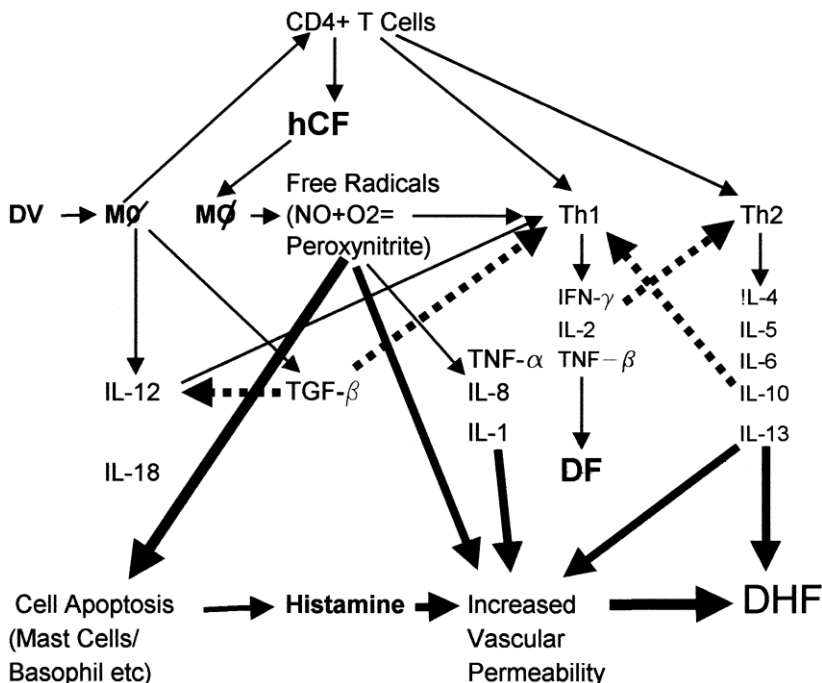 CD4+ T Cells
hCF
Free Radicals
DV MØ MØ (NO+O2= Th1 Th2
Peroxynitrite)
IFN-γ !L-4
IL-2 IL-5
TNF-α TNF-β IL-6
IL-12 TGF-β IL-8 IL-10
IL-1 IL-13
IL-18 DF
Cell Apoptosis Histamine Increased DHF
(Mast Cells/ Vascular
Basophil etc) Permeability